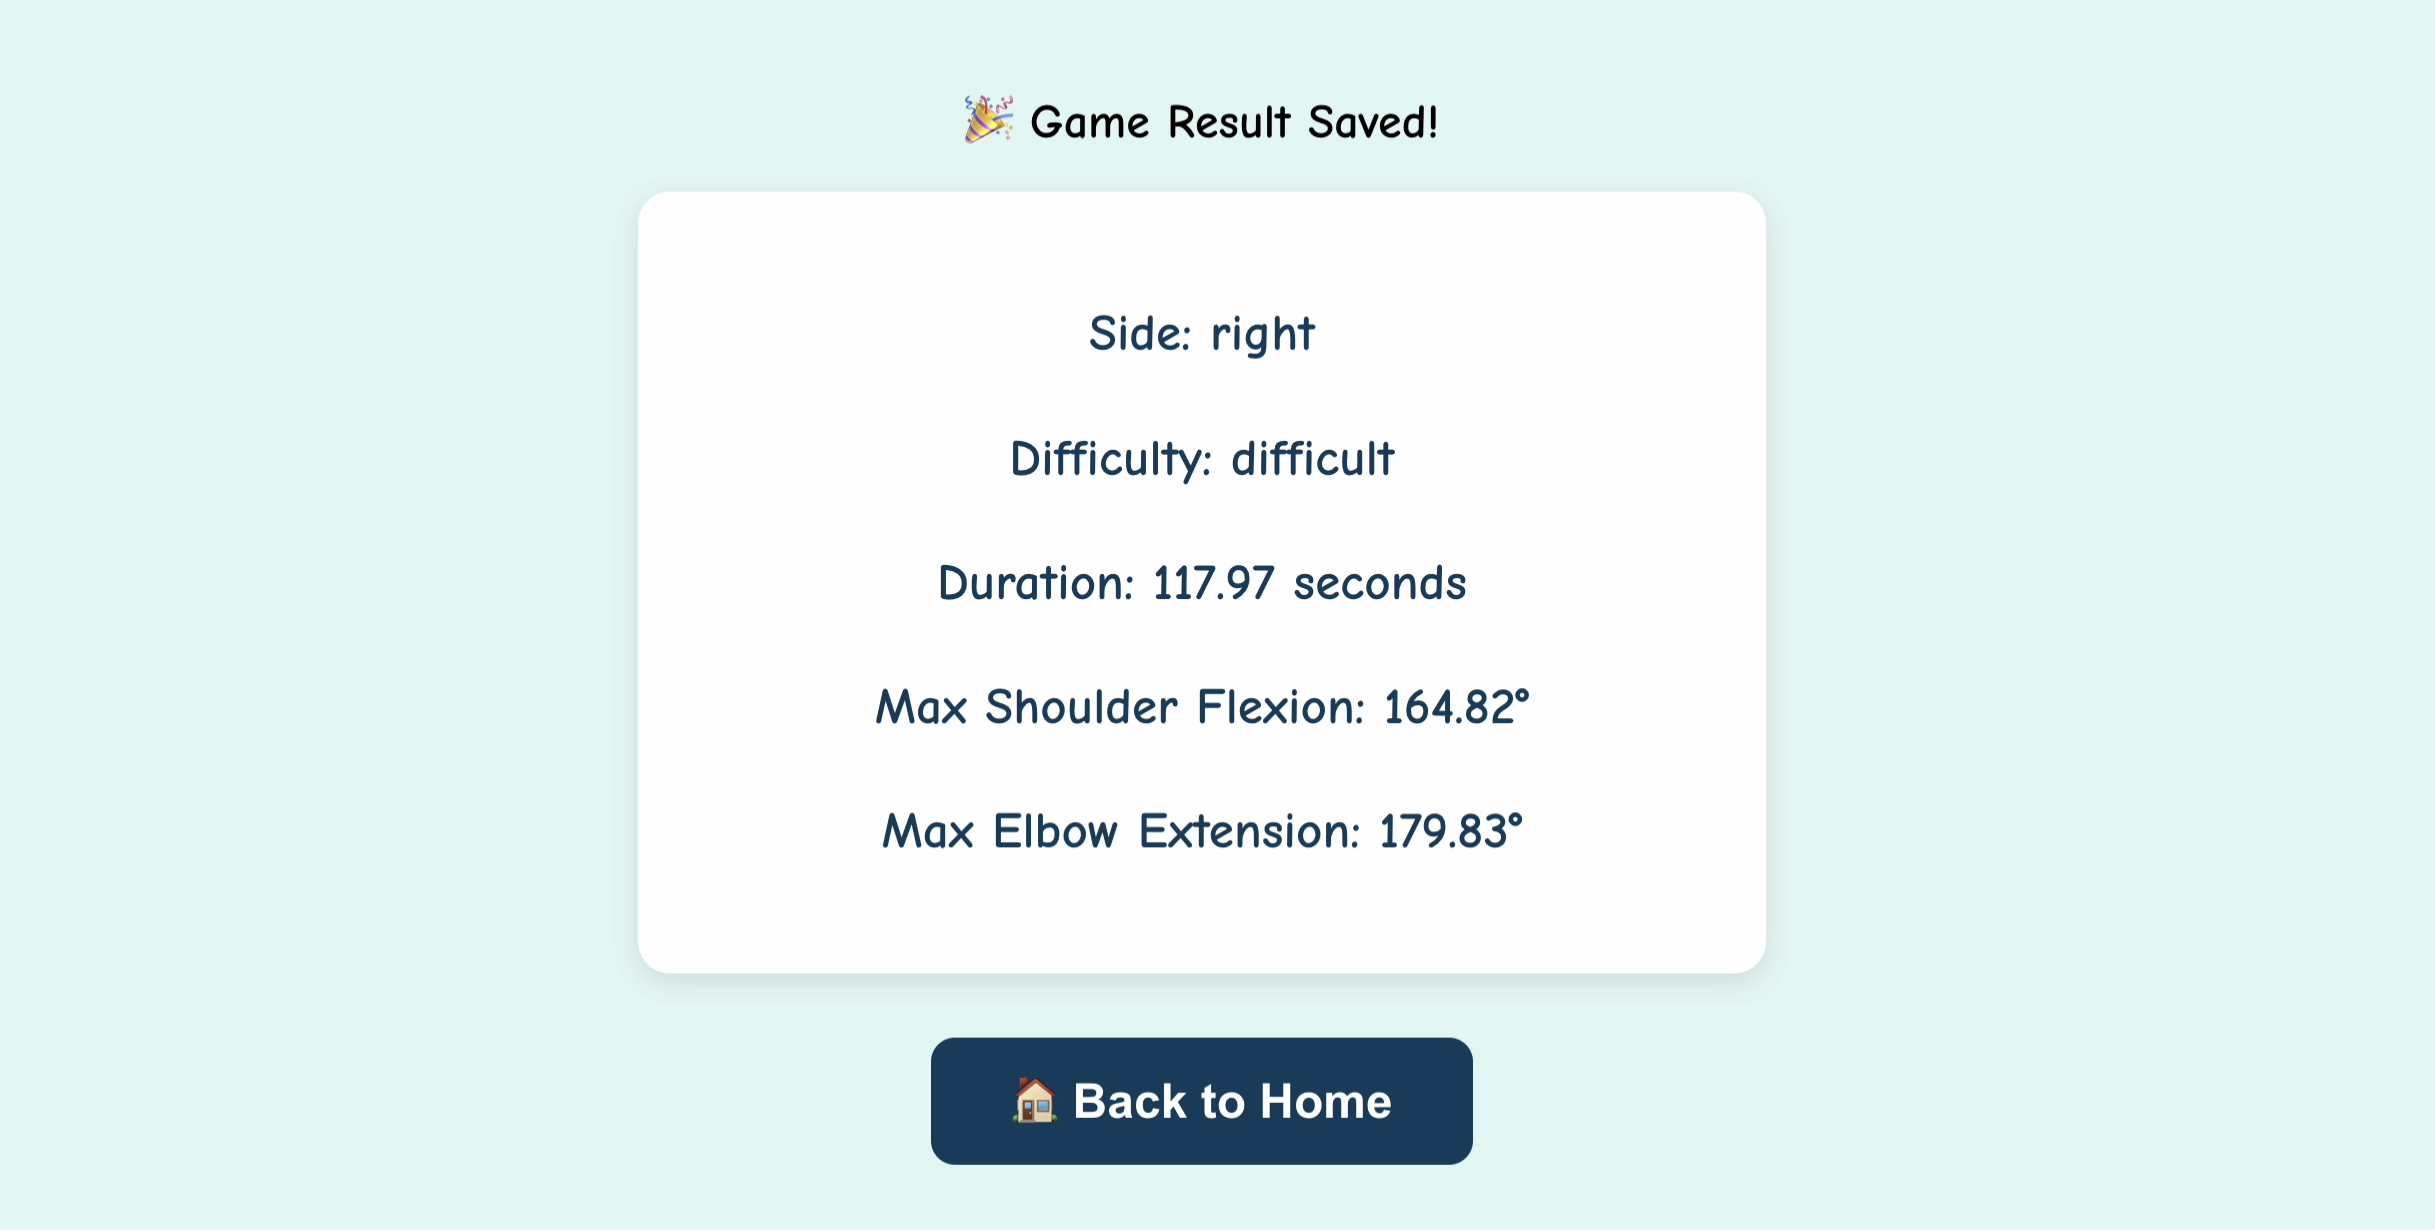 🎉 Game Result Saved!
Side: right
Difficulty: difficult
Duration: 117.97 seconds
Max Shoulder Flexion: 164.82°
Max Elbow Extension: 179.83°
🏠 Back to Home